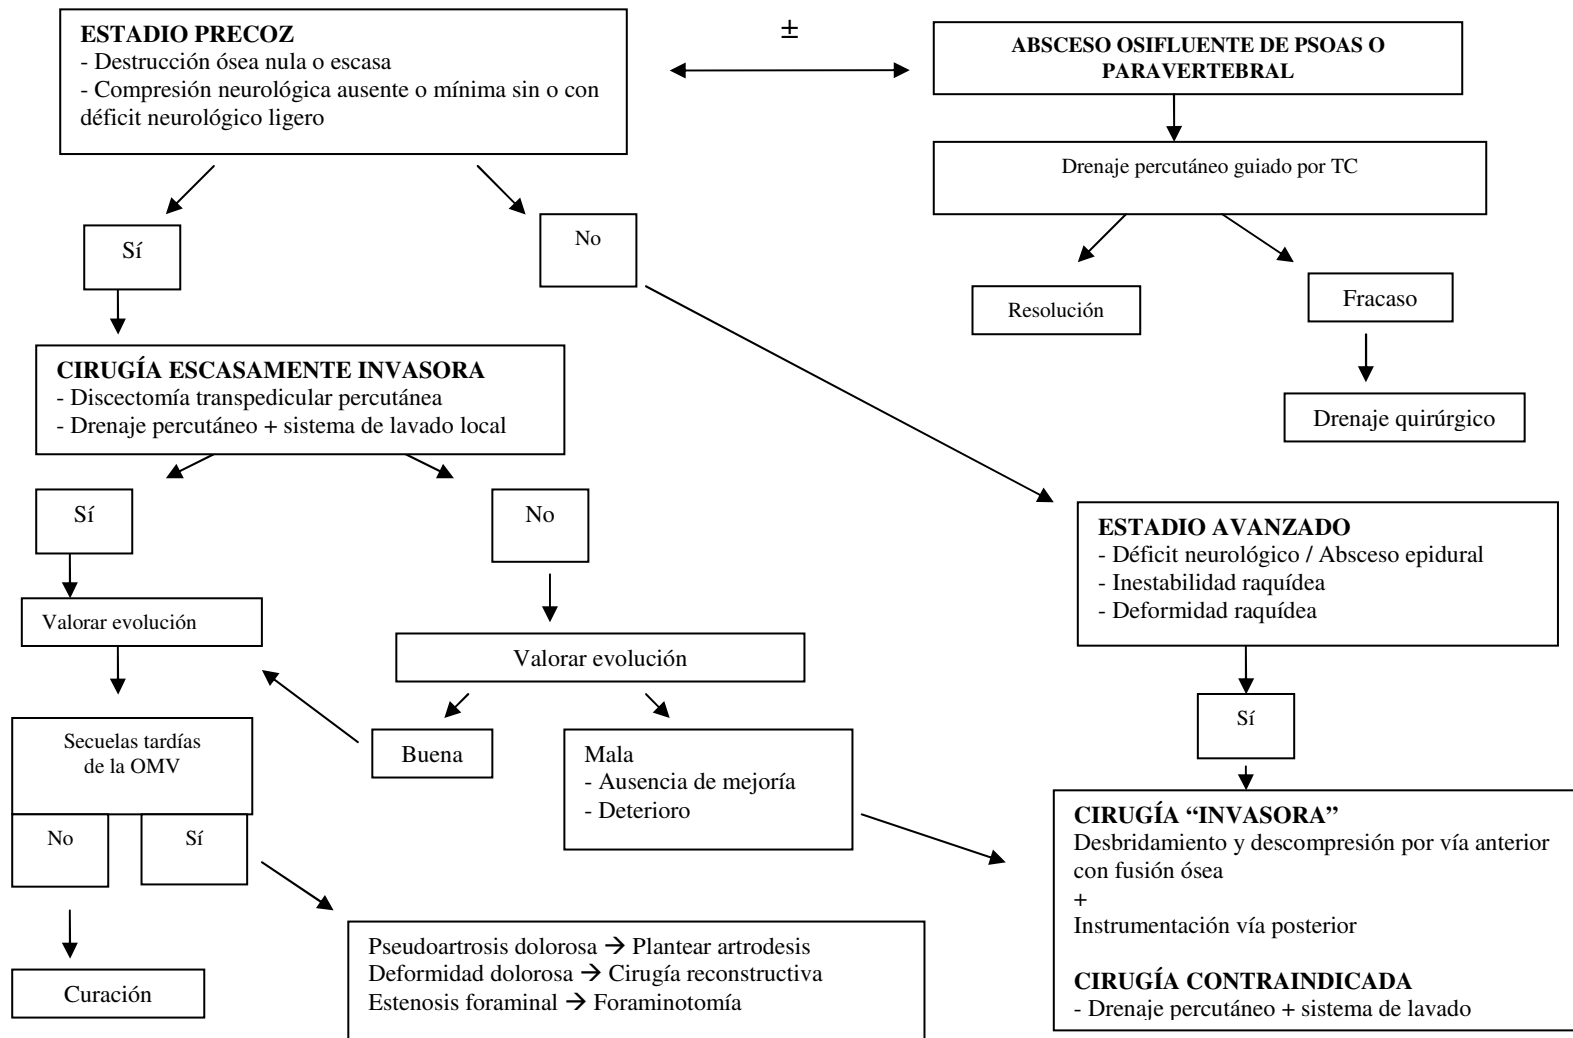 ESTADIO PRECOZ
- Destrucción ósea nula o escasa
- Compresión neurológica ausente o mínima sin o con
déficit neurológico ligero
±
ABSCESO OSIFLUENTE DE PSOAS O
PARAVERTEBRAL
Drenaje percutáneo guiado por TC
Sí
No
Resolución
Fracaso
Drenaje quirúrgico
CIRUGÍA ESCASAMENTE INVASORA
- Discectomía transpedicular percutánea
- Drenaje percutáneo + sistema de lavado local
Sí
No
ESTADIO AVANZADO
- Déficit neurológico / Absceso epidural
- Inestabilidad raquídea
- Deformidad raquídea
Valorar evolución
Valorar evolución
Sí
Secuelas tardías
de la OMV
Buena
Mala
- Ausencia de mejoría
- Deterioro
No
Sí
CIRUGÍA “INVASORA”
Desbridamiento y descompresión por vía anterior
con fusión ósea
+
Instrumentación vía posterior
CIRUGÍA CONTRAINDICADA
- Drenaje percutáneo + sistema de lavado
Curación
Pseudoartrosis dolorosa → Plantear artrodesis
Deformidad dolorosa → Cirugía reconstructiva
Estenosis foraminal → Foraminotomía